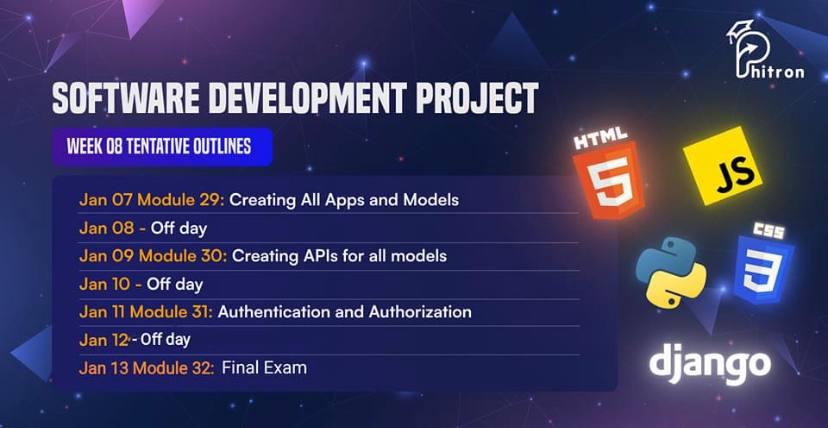 Phitron
SOFTWARE DEVELOPMENT PROJECT
WEEK 08 TENTATIVE OUTLINES
HTML
5
JS
Jan 07 Module 29: Creating All Apps and Models
Jan 08 - Off day
Jan 09 Module 30: Creating APIs for all models
Jan 10 - Off day
Jan 11 Module 31: Authentication and Authorization
Jan 12 - Off day
Jan 13 Module 32: Final Exam
CSS
3
django